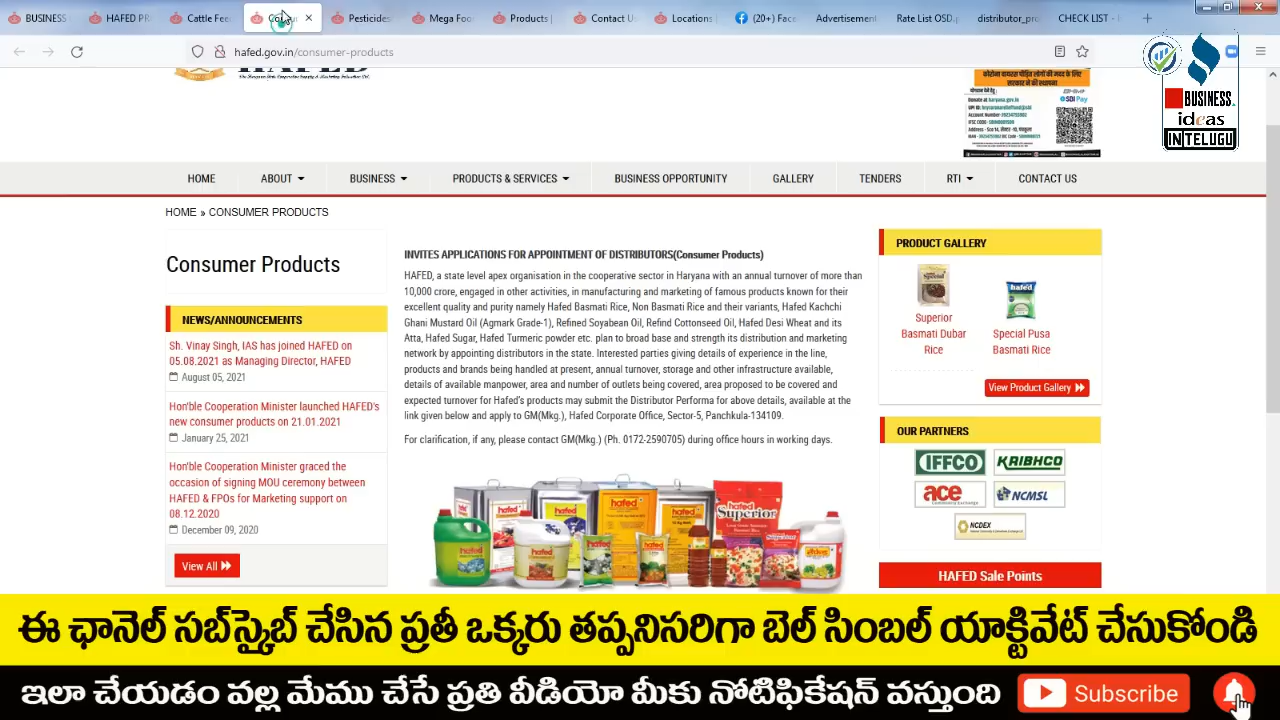 BUSINESS
HAFED PR
Cattle Feed
Pesticides
Mega Foo
Products |
Contact U
Locations
(20+) Face
Advertisement
Rate List OSD.
distributor_pro
CHECK LIST -
hafed.gov.in/consumer-products
HAFED
कोरोना वायरस पीड़ित लोगों की मदद के लिए
सरकार ने की स्थापना
SBI Pay
BUSINESS
ideas
IN TELUGU
HOME
ABOUT
BUSINESS
PRODUCTS & SERVICES
BUSINESS OPPORTUNITY
GALLERY
TENDERS
RTI
CONTACT US
HOME » CONSUMER PRODUCTS
Consumer Products
NEWS/ANNOUNCEMENTS
Sh. Vinay Singh, IAS has joined HAFED on
05.08.2021 as Managing Director, HAFED
August 05, 2021
Hon'ble Cooperation Minister launched HAFED's
new consumer products on 21.01.2021
January 25, 2021
Hon'ble Cooperation Minister graced the
occasion of signing MOU ceremony between
HAFED & FPOs for Marketing support on
08.12.2020
December 09, 2020
View All
INVITES APPLICATIONS FOR APPOINTMENT OF DISTRIBUTORS(Consumer Products)
HAFED, a state level apex organisation in the cooperative sector in Haryana with an annual turnover of more than
10,000 crore, engaged in other activities, in manufacturing and marketing of famous products known for their
excellent quality and purity namely Hafed Basmati Rice, Non Basmati Rice and their variants, Hafed Kachchi
Ghani Mustard Oil (Agmark Grade-1), Refined Soyabean Oil, Refind Cottonseed Oil, Hafed Desi Wheat and its
Atta, Hafed Sugar, Hafed Turmeric powder etc. plan to broad base and strength its distribution and marketing
network by appointing distributors in the state. Interested parties giving details of experience in the line,
products and brands being handled at present, annual turnover, storage and other infrastructure available,
details of available manpower, area and number of outlets being covered, area proposed to be covered and
expected turnover for Hafed's products may submit the Distributor Performa for above details, available at the
link given below and apply to GM(Mkg.), Hafed Corporate Office, Sector-5, Panchkula-134109.
For clarification, if any, please contact GM(Mkg.) (Ph. 0172-2590705) during office hours in working days.
hafed
Superior
PRODUCT GALLERY
Superior
Basmati Dubar
Rice
hafed
Special Pusa
Basmati Rice
View Product Gallery
OUR PARTNERS
IFFCO
KRIBHCO
ace
NCMSL
NCDEX
HAFED Sale Points
ఈ ఛానెల్ సబ్‌స్క్రైబ్ చేసిన ప్రతీ ఒక్కరు తప్పనిసరిగా బెల్ సింబల్ యాక్టివేట్ చేసుకోండి
ఇలా చేయడం వల్ల మేము చేసే ప్రతి వీడియో మీకు నోటిఫికేషన్ వస్తుంది
Subscribe